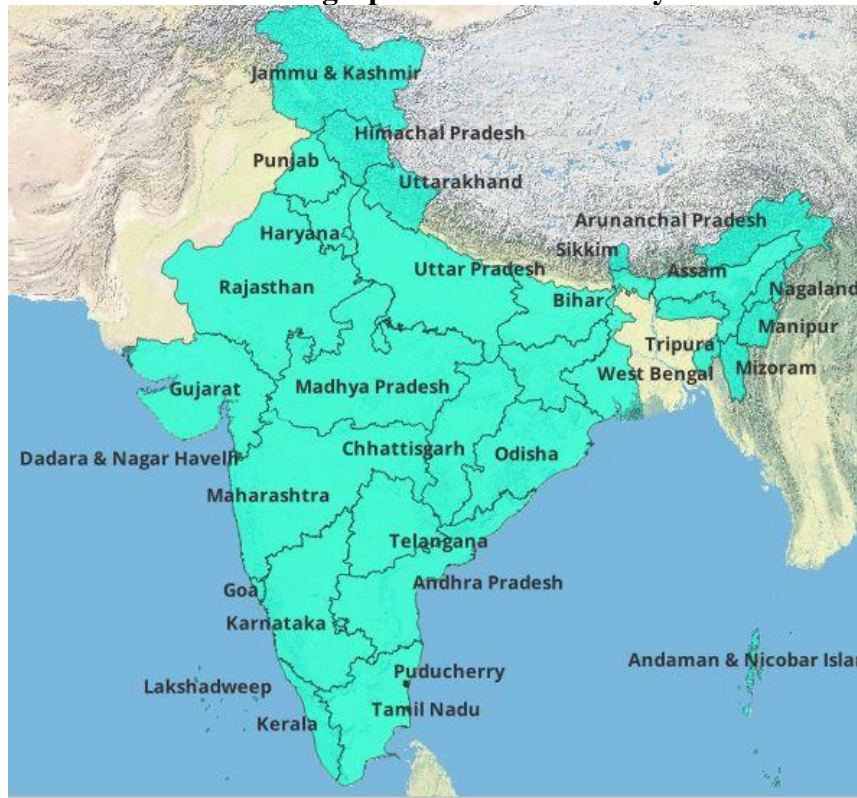 Jammu & Kashmir
Himachal Pradesh
Punjab
Uttarakhand
Arunanchal Pradesh
Haryana
Sikkim
Uttar Pradesh
Assam
Rajasthan
Nagaland
Bihar
Manipur
Tripura
Mizoram
West Bengal
Gujarat
Madhya Pradesh
Chhattisgarh
Odisha
Dadara & Nagar Haveli
Maharashtra
Telangana
Andhra Pradesh
Goa
Karnataka
Andaman & Nicobar Islan
Puducherry
Lakshadweep
Tamil Nadu
Kerala